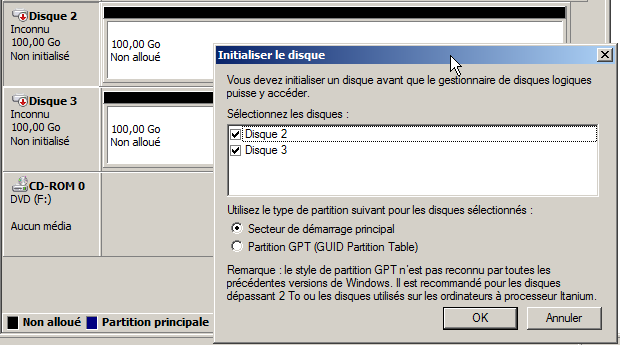 Disque 2
Inconnu
100,00 Go
Non initialisé
100,00 Go
Non alloué
Disque 3
Inconnu
100,00 Go
Non initialisé
100,00 Go
Non alloué
CD-ROM 0
DVD (F:)
Aucun média
Non alloué
Partition principale
Initialiser le disque
Vous devez initialiser un disque avant que le gestionnaire de disques logiques
puisse y accéder.
Sélectionnez les disques :
Disque 2
Disque 3
Utilisez le type de partition suivant pour les disques sélectionnés :
Secteur de démarrage principal
Partition GPT (GUID Partition Table)
Remarque : le style de partition GPT n'est pas reconnu par toutes les
précédentes versions de Windows. Il est recommandé pour les disques
dépassant 2 To ou les disques utilisés sur les ordinateurs à processeur Itanium.
OK
Annuler